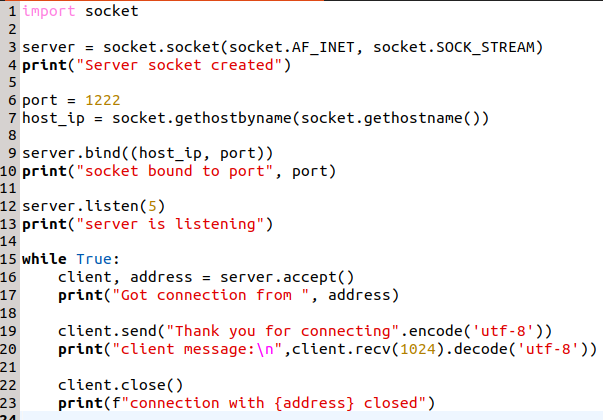 1 import socket
2
3 server = socket.socket(socket.AF_INET, socket.SOCK_STREAM)
4 print("Server socket created")
5
6 port = 1222
7 host_ip = socket.gethostbyname(socket.gethostname())
8
9 server.bind((host_ip, port))
10 print("socket bound to port", port)
11
12 server.listen(5)
13 print("server is listening")
14
15 while True:
16     client, address = server.accept()
17     print("Got connection from ", address)
18
19     client.send("Thank you for connecting".encode('utf-8'))
20     print("client message:\n",client.recv(1024).decode('utf-8'))
21
22     client.close()
23     print(f"connection with {address} closed")
24